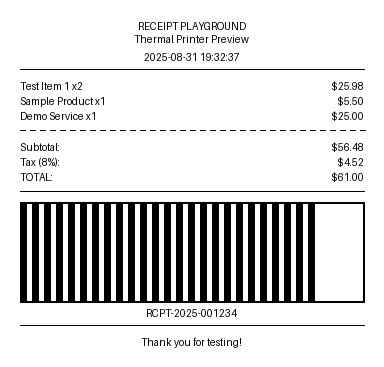 RECEIPT PLAYGROUND
Thermal Printer Preview
2025-08-31 19:32:37
Test Item 1 x2 $25.98
Sample Product x1 $5.50
Demo Service x1 $25.00
Subtotal: $56.48
Tax (8%): $4.52
TOTAL: $61.00
RCPT-2025-001234
Thank you for testing!